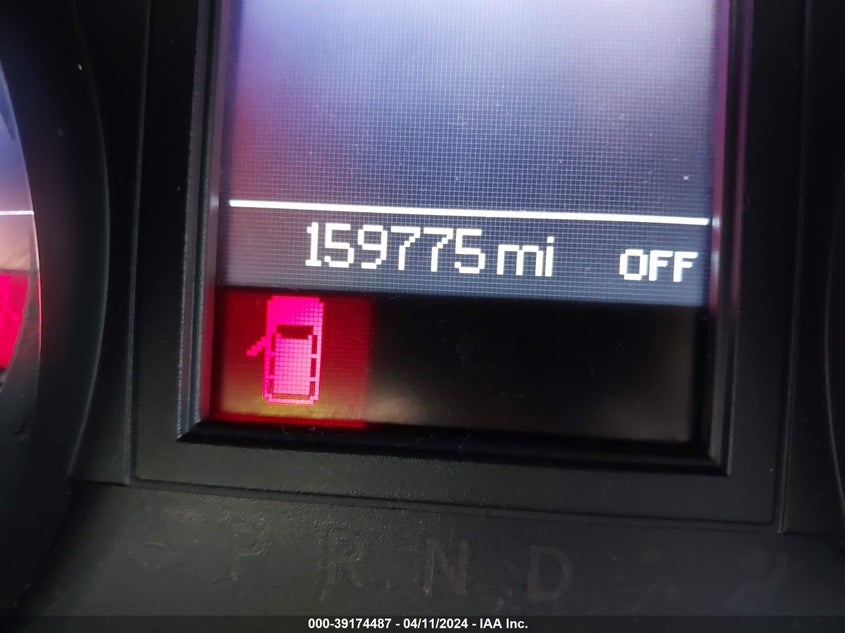 159775 mi OFF
P R N D
000-39174487 - 04/11/2024 - IAA Inc.